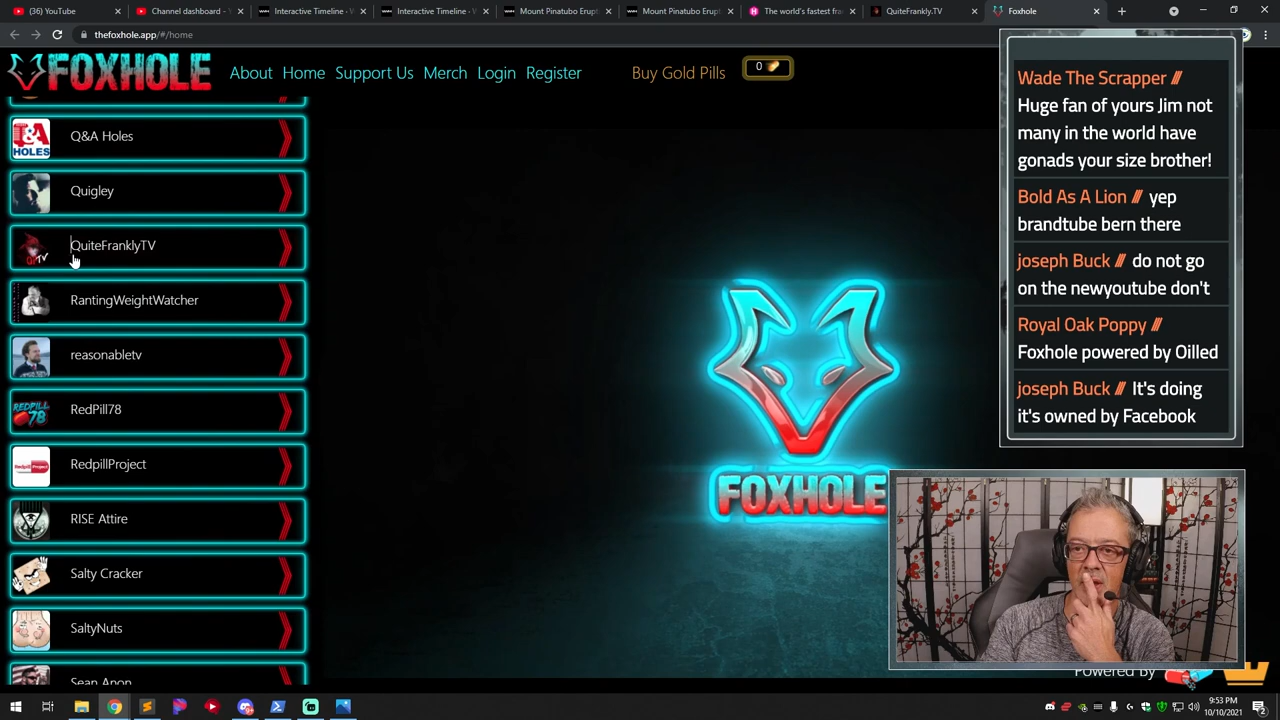 (31) YouTube
Channel dashboard - Y
Interactive Timeline - W
Interactive Timeline - W
Mount Pinatubo Erupt
Mount Pinatubo Erupt
The world's fastest fra
QuiteFrankly.TV
Foxhole
thefoxhole.app/#/home
FOXHOLE
About
Home
Support Us
Merch
Login
Register
Buy Gold Pills
0
Q&A Holes
Quigley
QuiteFranklyTV
RantingWeightWatcher
reasonabletv
REDPILL 78
RedPill78
RedpillProject
RISE Attire
Salty Cracker
SaltyNuts
Sean Anon
FOXHOLE
Wade The Scrapper ///
Huge fan of yours Jim not
many in the world have
gonads your size brother!
Bold As A Lion /// yep
brandtube bern there
joseph Buck /// do not go
on the newyoutube don't
Royal Oak Poppy ///
Foxhole powered by Oilled
joseph Buck /// It's doing
it's owned by Facebook
Powered By
9:53 PM
10/10/2021